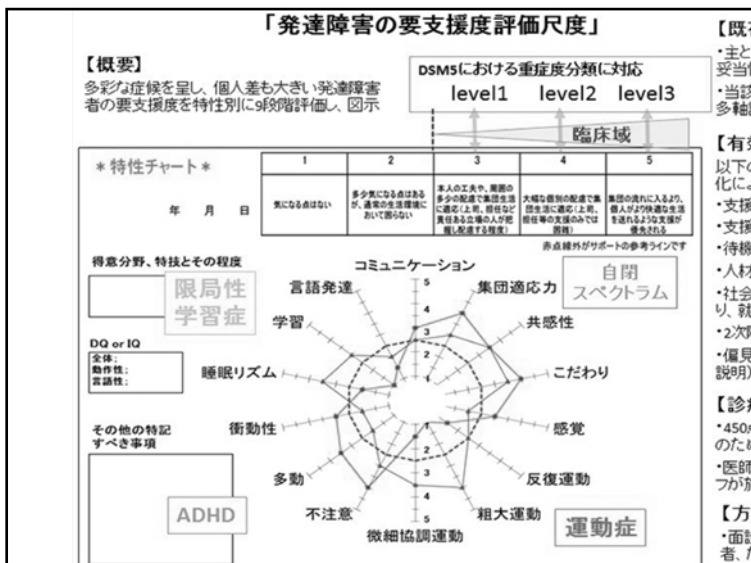 「発達障害の要支援度評価尺度」
【概要】
多彩な症候を呈し、個人差も大きい発達障害
者の要支援度を特性別に9段階評価し、図示
DSM5における重症度分類に対応
level1 level2 level3
臨床域
*特性チャート*
年 月 日
1 2 3 4 5
気になる点はない
多少気になる点はある
が、通常の生活環境に
おいて困らない
本人の工夫や、周囲の
多少の配慮で集団生活
に適応(上司、担任など
責任ある立場の人が把
握し配慮する程度)
大幅な個別の配慮で集
団生活に適応(上司、
担任等の支援のみでは
困難)
集団の流れに入るより、
個人がより快適な生活
を送れるような支援が
優先される
赤点線外がサポートの参考ラインです
得意分野、特技とその程度
限局性
学習症
DQ or IQ
全体;
動作性;
言語性;
その他の特記
すべき事項
ADHD
自閉
スペクトラム
運動症
コミュニケーション
集団適応力
共感性
こだわり
感覚
反復運動
粗大運動
微細協調運動
不注意
多動
衝動性
睡眠リズム
学習
言語発達
5
4
3
2
1
1
2
3
4
5
【既
・主と
妥当
・当該
多軸
【有
以下の
化によ
・支援
・支援
・待機
・人材
・社会
り、就
・2次
・偏見
説明)
【診
・450
のた
・医師
フが
【方
・面
者、